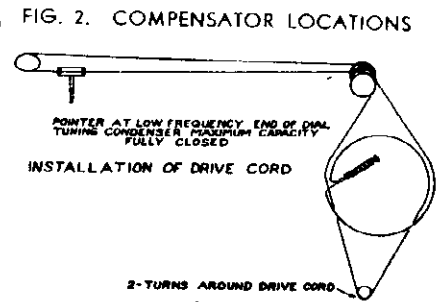 FIG. 2. COMPENSATOR LOCATIONS
POINTER AT LOW FREQUENCY END OF DIAL
TUNING CONDENSER MAXIMUM CAPACITY
FULLY CLOSED
INSTALLATION OF DRIVE CORD
2-TURNS AROUND DRIVE CORD